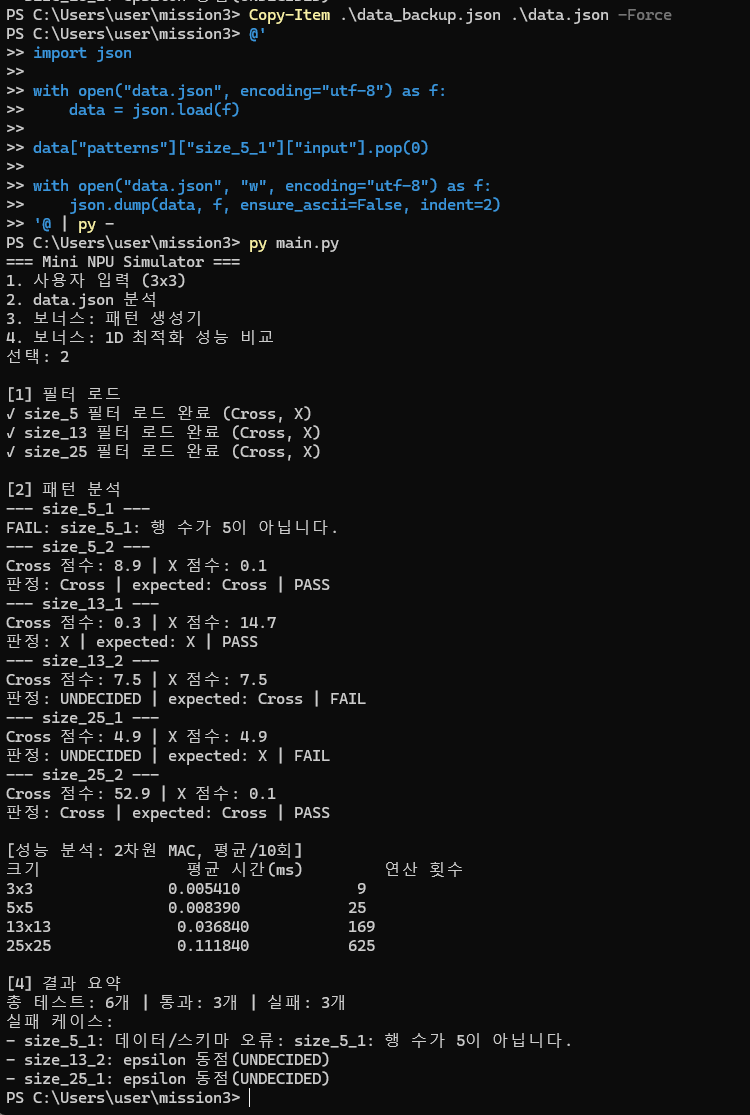 PS C:\Users\user\mission3> Copy-Item .\data_backup.json .\data.json -Force
PS C:\Users\user\mission3> @'
>> import json
>>
>> with open("data.json", encoding="utf-8") as f:
>>     data = json.load(f)
>>
>> data["patterns"]["size_5_1"]["input"].pop(0)
>>
>> with open("data.json", "w", encoding="utf-8") as f:
>>     json.dump(data, f, ensure_ascii=False, indent=2)
>> '@ | py -
PS C:\Users\user\mission3> py main.py
=== Mini NPU Simulator ===
1. 사용자 입력 (3x3)
2. data.json 분석
3. 보너스: 패턴 생성기
4. 보너스: 1D 최적화 성능 비교
선택: 2

[1] 필터 로드
✓ size_5 필터 로드 완료 (Cross, X)
✓ size_13 필터 로드 완료 (Cross, X)
✓ size_25 필터 로드 완료 (Cross, X)

[2] 패턴 분석
--- size_5_1 ---
FAIL: size_5_1: 행 수가 5이 아닙니다.
--- size_5_2 ---
Cross 점수: 8.9 | X 점수: 0.1
판정: Cross | expected: Cross | PASS
--- size_13_1 ---
Cross 점수: 0.3 | X 점수: 14.7
판정: X | expected: X | PASS
--- size_13_2 ---
Cross 점수: 7.5 | X 점수: 7.5
판정: UNDECIDED | expected: Cross | FAIL
--- size_25_1 ---
Cross 점수: 4.9 | X 점수: 4.9
판정: UNDECIDED | expected: X | FAIL
--- size_25_2 ---
Cross 점수: 52.9 | X 점수: 0.1
판정: Cross | expected: Cross | PASS

[성능 분석: 2차원 MAC, 평균/10회]
크기 평균 시간(ms) 연산 횟수
3x3 0.005410 9
5x5 0.008390 25
13x13 0.036840 169
25x25 0.111840 625

[4] 결과 요약
총 테스트: 6개 | 통과: 3개 | 실패: 3개
실패 케이스:
- size_5_1: 데이터/스키마 오류: size_5_1: 행 수가 5이 아닙니다.
- size_13_2: epsilon 동점(UNDECIDED)
- size_25_1: epsilon 동점(UNDECIDED)
PS C:\Users\user\mission3>